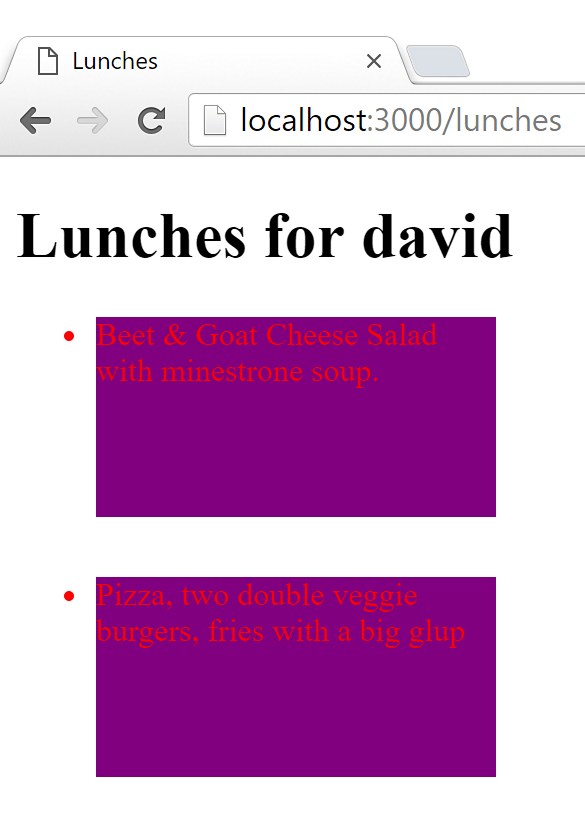 Lunches
localhost:3000/lunches
Lunches for david
Beet & Goat Cheese Salad
with minestrone soup.
Pizza, two double veggie
burgers, fries with a big glup